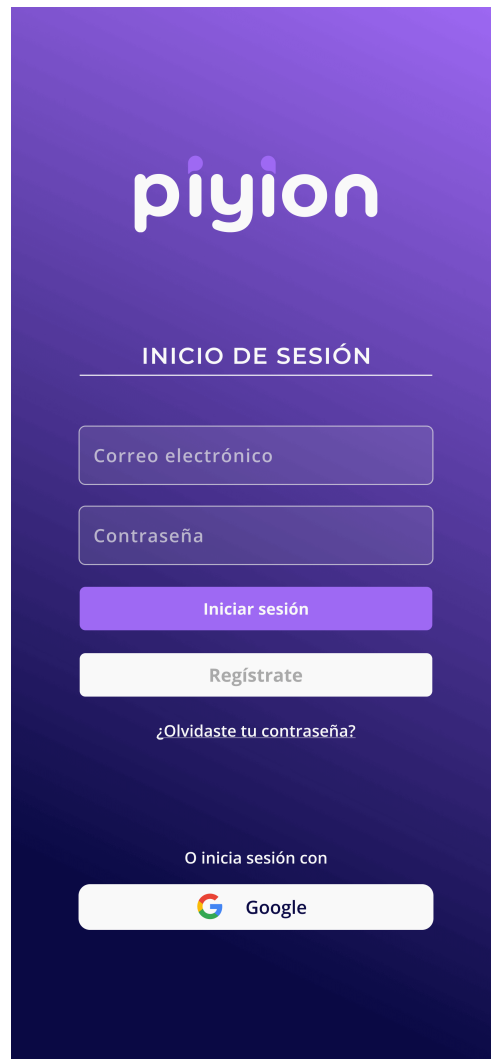 piyion
INICIO DE SESIÓN
Correo electrónico
Contraseña
Iniciar sesión
Regístrate
¿Olvidaste tu contraseña?
O inicia sesión con
Google